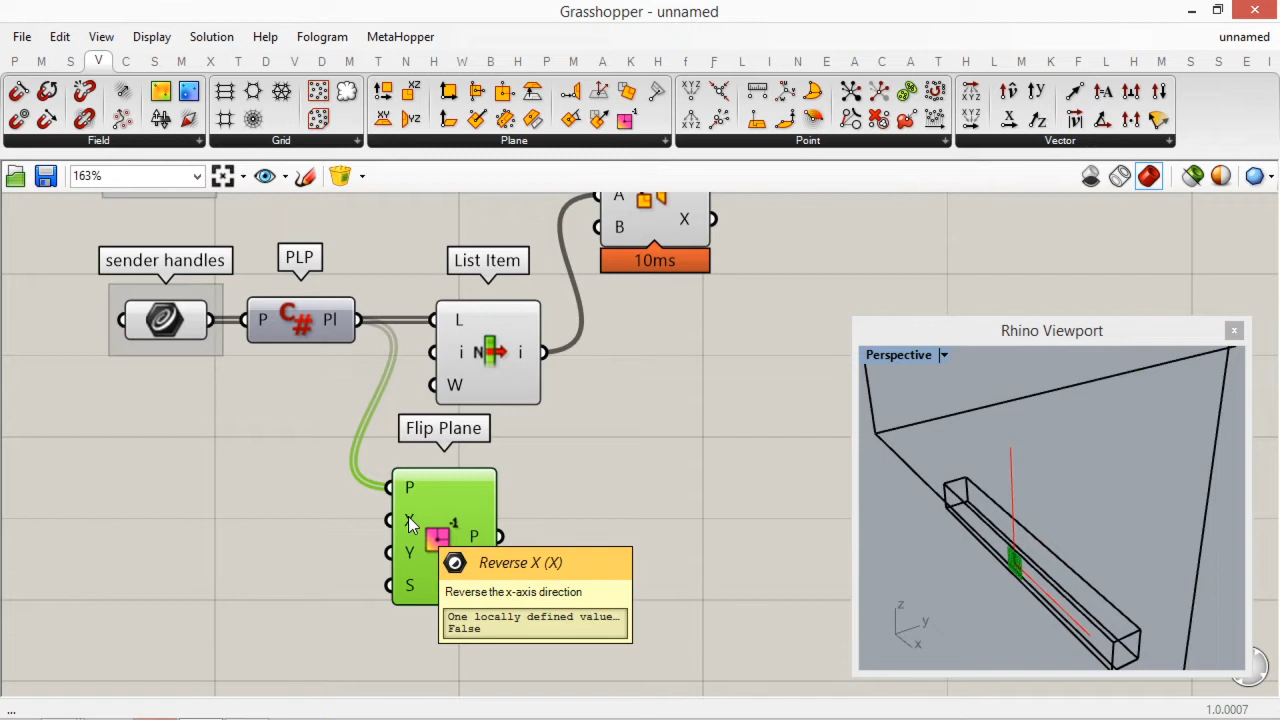 Grasshopper - unnamed
File Edit View Display Solution Help Fologram MetaHopper unnamed
P M S V C S M X T D V D M T N H W B E P M A K H P F D L V N E P M A D M T H L W T N L F H M P S S E I
Field Grid Plane Point Vector
163%
A
B
X
10ms
sender handles
PLP
List Item
P C# Pl
L
i N i
W
Flip Plane
P
X
Y
S
-1
P
Reverse X (X)
Reverse the x-axis direction
One locally defined value…
False
Rhino Viewport
Perspective
z
y
x
...
1.0.0007